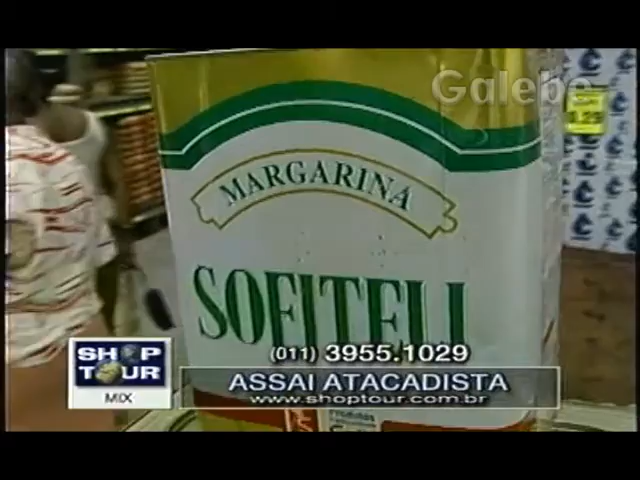 Galebe
MARGARINA
SOFITELI
(011) 3955.1029
SHOP
TOUR
MIX
ASSAI ATACADISTA
www.shoptour.com.br